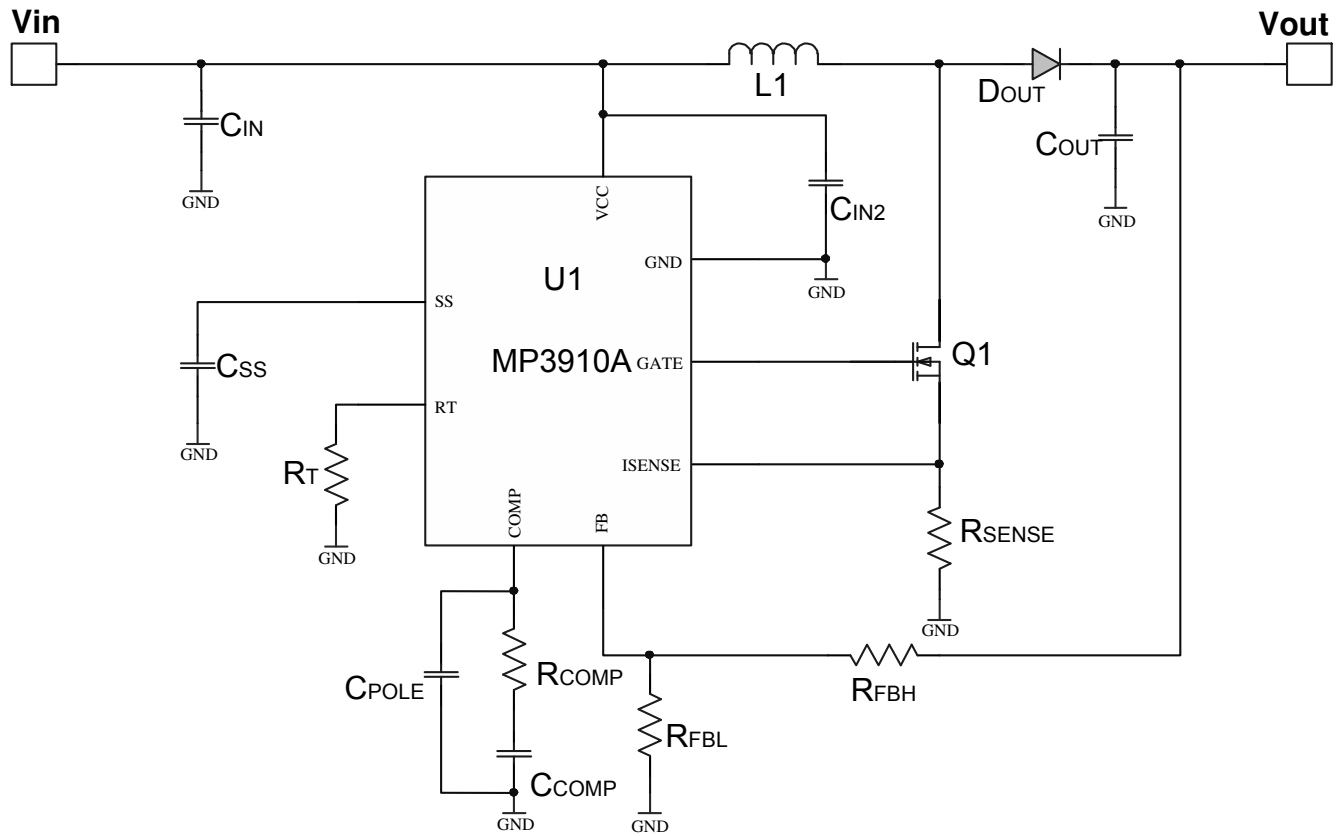 Vin
Vout
L1
DOUT
CIN
COUT
GND
VCC
CIN2
GND
GND
U1
GND
SS
MP3910A
GATE
Q1
CSS
RT
GND
ISENSE
RT
COMP
FB
RSENSE
GND
GND
RCOMP
CPOLE
RFBH
RFBL
CCOMP
GND
GND